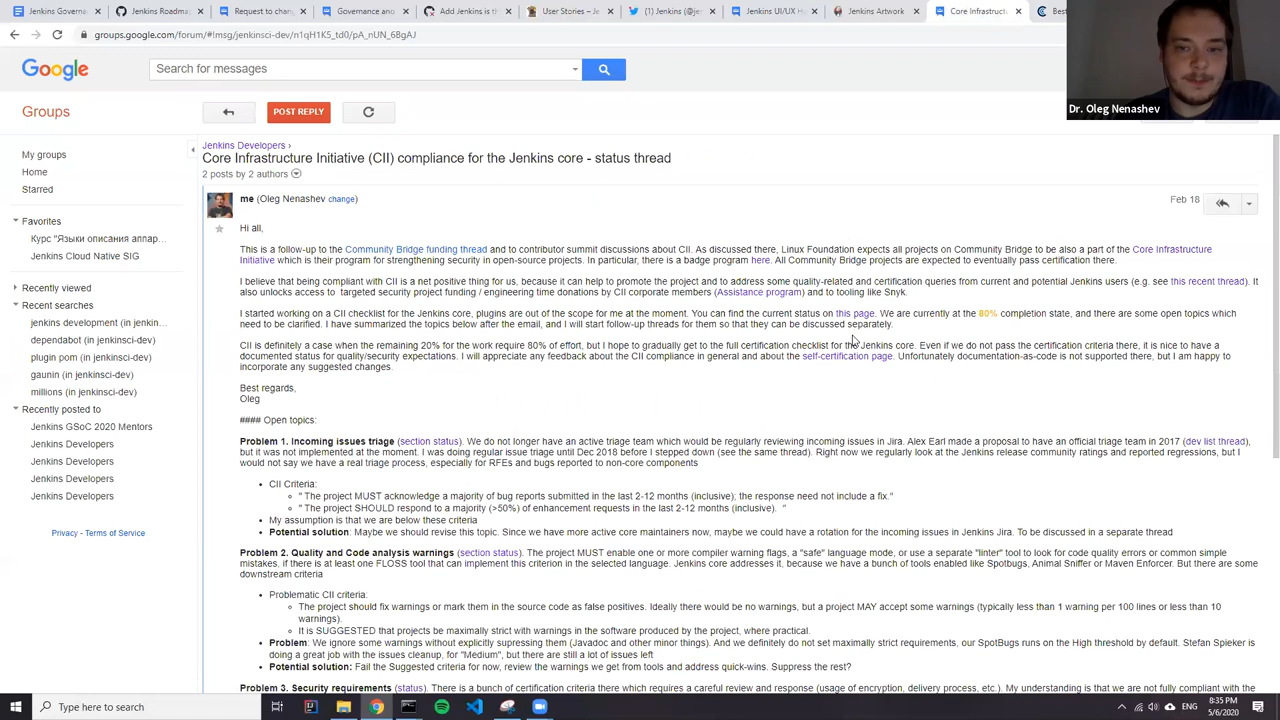 Jenkins Governa
Jenkins Roadmap
Request to chan
Governance anc
Add Jenkins is th
User Stories – Je
(1) Jenkins (@je
Jenkins UI/UX H
Jenkins Artwork
Core Infrastruct
Best
groups.google.com/forum/#!msg/jenkinsci-dev/n1qH1K5_td0/pA_nUN_6BgAJ
Google
Search for messages
Dr. Oleg Nenashev
Groups
POST REPLY
My groups
Home
Starred
Favorites
Курс "Языки описания аппар...
Jenkins Cloud Native SIG
Recently viewed
Recent searches
jenkins development (in jenkin...
dependabot (in jenkinsci-dev)
plugin pom (in jenkinsci-dev)
gaunin (in jenkinsci-dev)
millions (in jenkinsci-dev)
Recently posted to
Jenkins GSoC 2020 Mentors
Jenkins Developers
Jenkins Developers
Jenkins Developers
Jenkins Developers
Privacy - Terms of Service
Jenkins Developers ›
Core Infrastructure Initiative (CII) compliance for the Jenkins core - status thread
2 posts by 2 authors
me (Oleg Nenashev change)
Feb 18
Hi all,
This is a follow-up to the Community Bridge funding thread and to contributor summit discussions about CII. As discussed there, Linux Foundation expects all projects on Community Bridge to be also a part of the Core Infrastructure
Initiative which is their program for strengthening security in open-source projects. In particular, there is a badge program here. All Community Bridge projects are expected to eventually pass certification there.
I believe that being compliant with CII is a net positive thing for us, because it can help to promote the project and to address some quality-related and certification queries from current and potential Jenkins users (e.g. see this recent thread). It
also unlocks access to targeted security project funding / engineering time donations by CII corporate members (Assistance program) and to tooling like Snyk.
I started working on a CII checklist for the Jenkins core, plugins are out of the scope for me at the moment. You can find the current status on this page. We are currently at the 80% completion state, and there are some open topics which
need to be clarified. I have summarized the topics below after the email, and I will start follow-up threads for them so that they can be discussed separately.
CII is definitely a case when the remaining 20% for the work require 80% of effort, but I hope to gradually get to the full certification checklist for the Jenkins core. Even if we do not pass the certification criteria there, it is nice to have a
documented status for quality/security expectations. I will appreciate any feedback about the CII compliance in general and about the self-certification page. Unfortunately documentation-as-code is not supported there, but I am happy to
incorporate any suggested changes.
Best regards,
Oleg
#### Open topics:
Problem 1. Incoming issues triage (section status). We do not longer have an active triage team which would be regularly reviewing incoming issues in Jira. Alex Earl made a proposal to have an official triage team in 2017 (dev list thread),
but it was not implemented at the moment. I was doing regular issue triage until Dec 2018 before I stepped down (see the same thread). Right now we regularly look at the Jenkins release community ratings and reported regressions, but I
would not say we have a real triage process, especially for RFEs and bugs reported to non-core components
• CII Criteria:
" The project MUST acknowledge a majority of bug reports submitted in the last 2-12 months (inclusive); the response need not include a fix."
" The project SHOULD respond to a majority (>50%) of enhancement requests in the last 2-12 months (inclusive). "
• My assumption is that we are below these criteria
• Potential solution: Maybe we should revise this topic. Since we have more active core maintainers now, maybe we could have a rotation for the incoming issues in Jenkins Jira. To be discussed in a separate thread
Problem 2. Quality and Code analysis warnings (section status). The project MUST enable one or more compiler warning flags, a "safe" language mode, or use a separate "linter" tool to look for code quality errors or common simple
mistakes, if there is at least one FLOSS tool that can implement this criterion in the selected language. Jenkins core addresses it, because we have a bunch of tools enabled like Spotbugs, Animal Sniffer or Maven Enforcer. But there are some
downstream criteria
• Problematic CII criteria:
The project should fix warnings or mark them in the source code as false positives. Ideally there would be no warnings, but a project MAY accept some warnings (typically less than 1 warning per 100 lines or less than 10
warnings).
It is SUGGESTED that projects be maximally strict with warnings in the software produced by the project, where practical.
• Problem: We ignore some warnings without explicitly supressing them (Javadoc and other minor things). And we definitely do not set maximally strict requirements, our SpotBugs runs on the High threshold by default. Stefan Spieker is
doing a great job with the issues cleanup, for "Medium", but there are still a lot of issues left
• Potential solution: Fail the Suggested criteria for now, review the warnings we get from tools and address quick-wins. Suppress the rest?
Problem 3. Security requirements (status). There is a bunch of certification criteria there which requires a careful review and response (usage of encryption, delivery process, etc.). My understanding is that we are not fully compliant with the
Type here to search
ENG
8:35 PM
5/6/2020